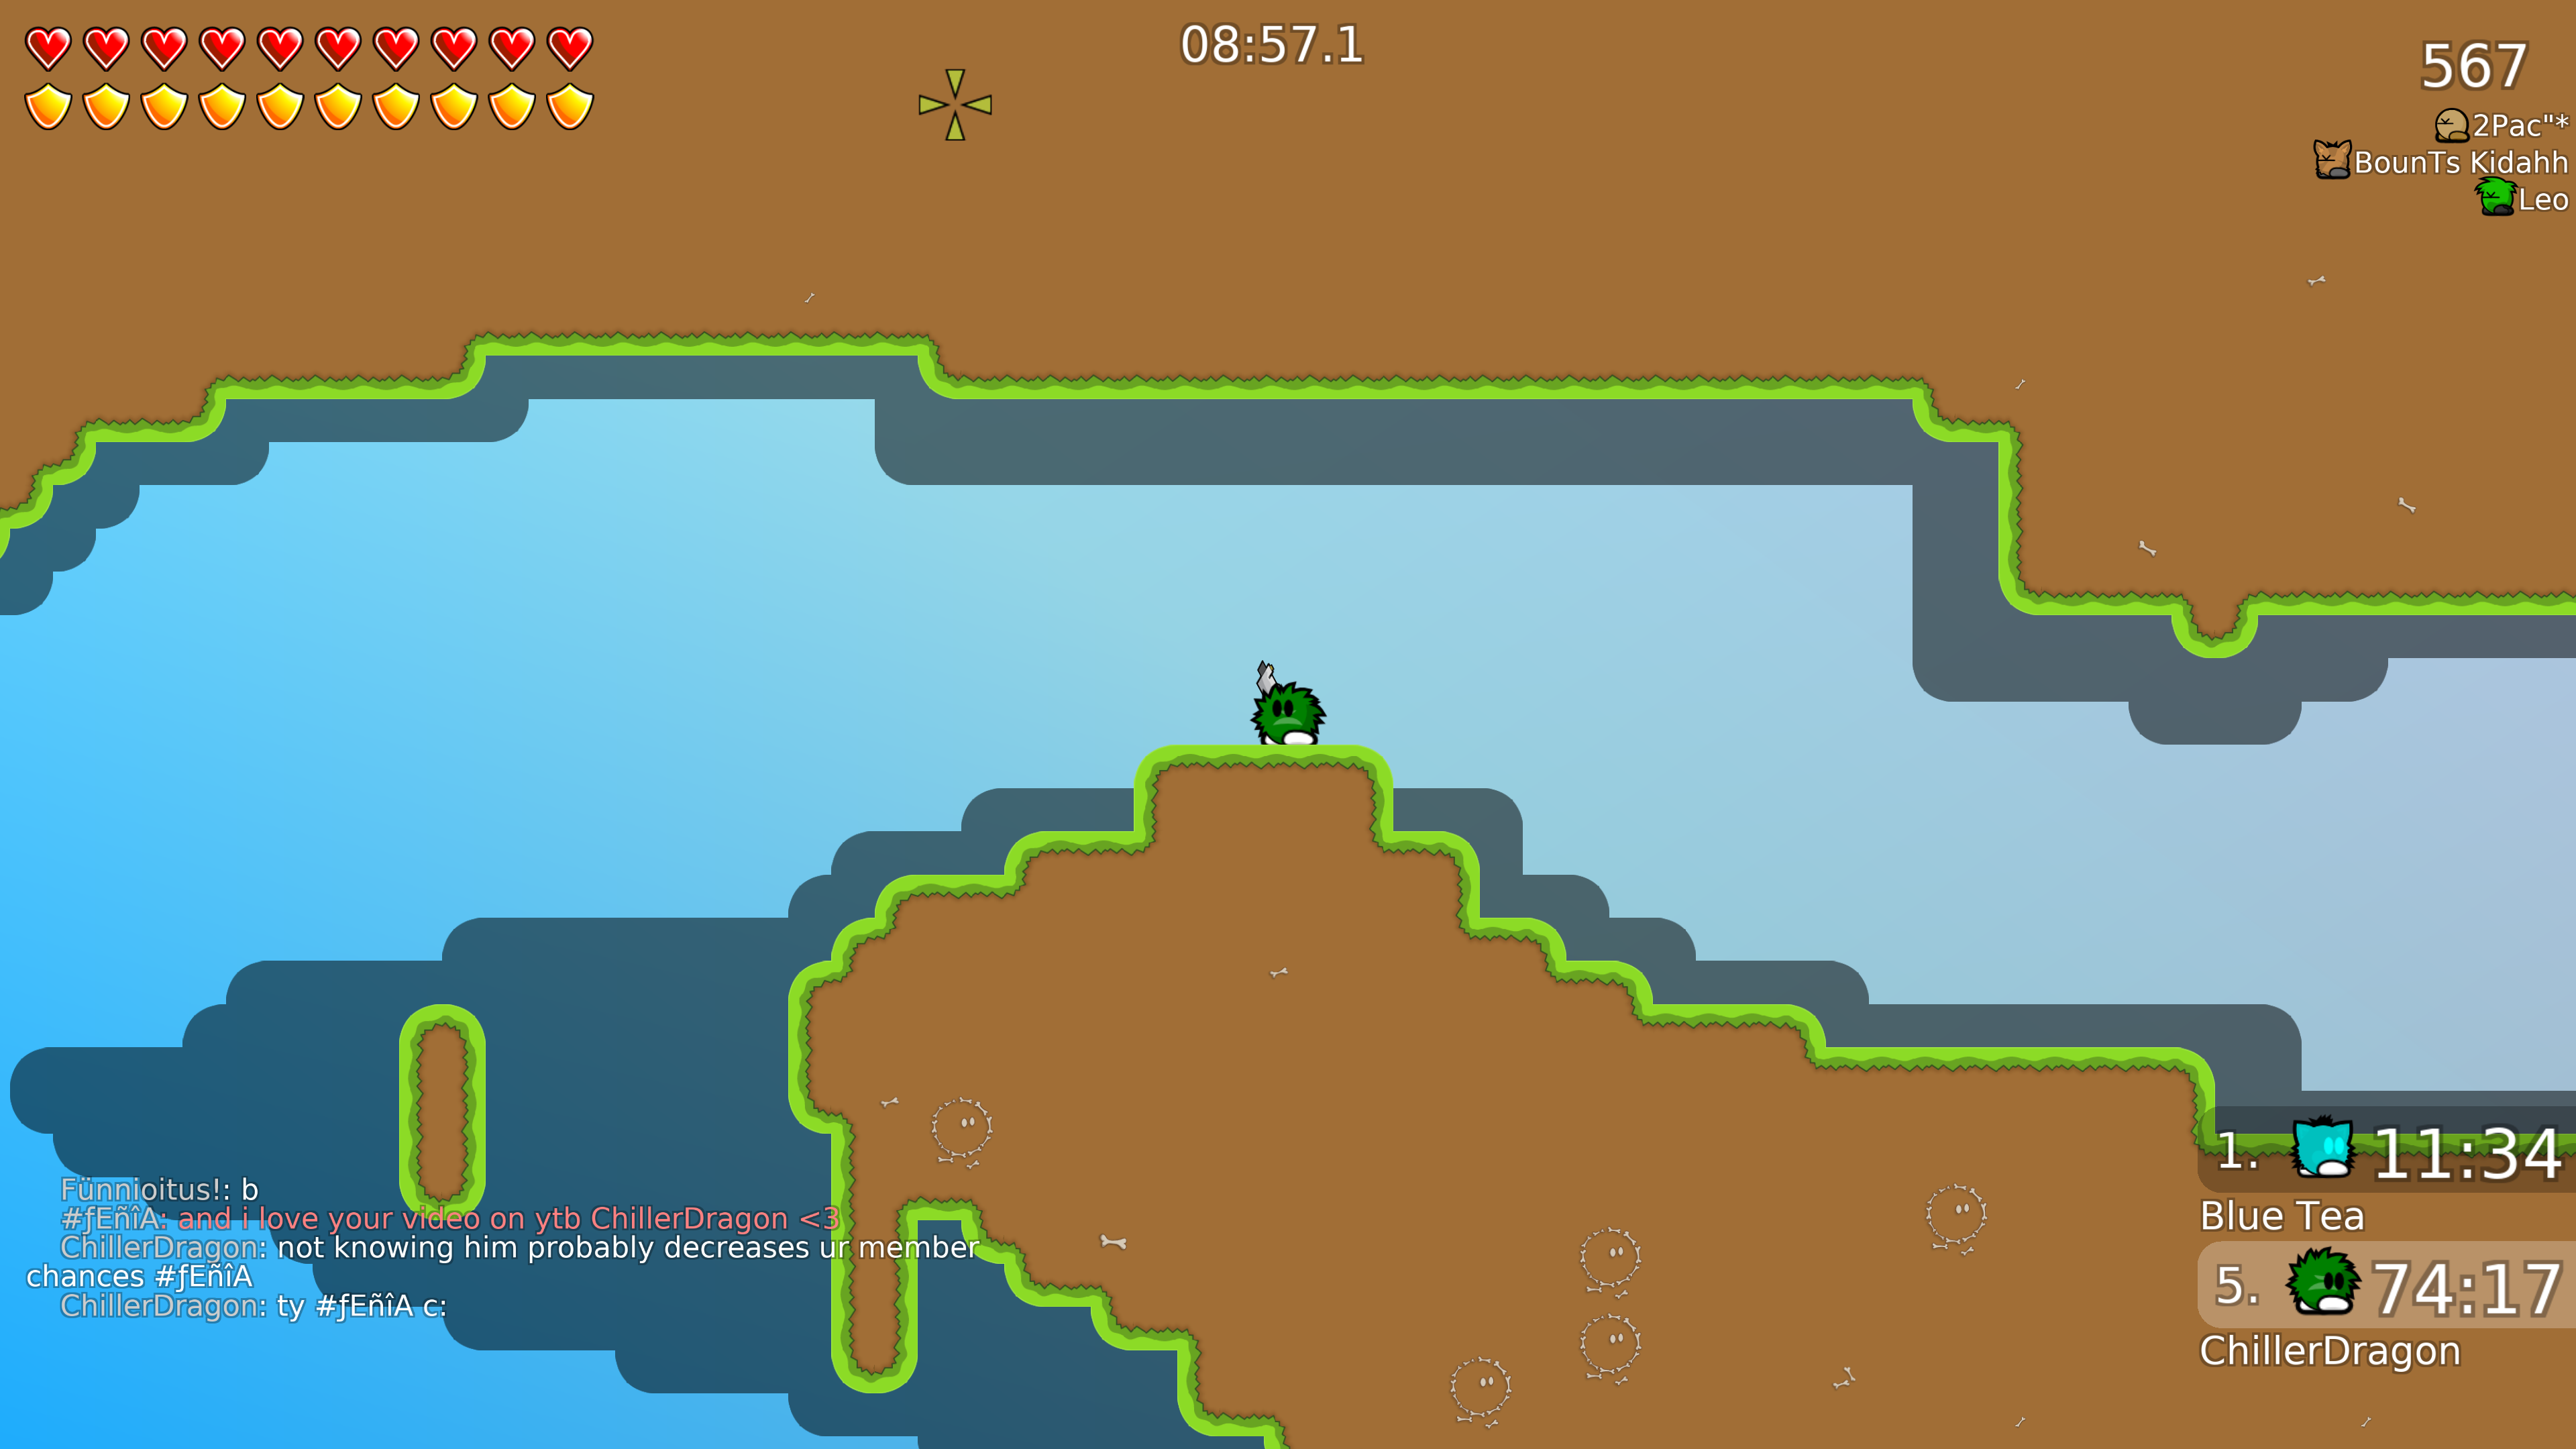 08:57.1
567
2Pac"*
BounTs Kidahh
Leo
Fünnioitus!: b
#ƒEñîA: and i love your video on ytb ChillerDragon <3
ChillerDragon: not knowing him probably decreases ur member
chances #ƒEñîA
ChillerDragon: ty #ƒEñîA c:
1. 11:34
Blue Tea
5. 74:17
ChillerDragon